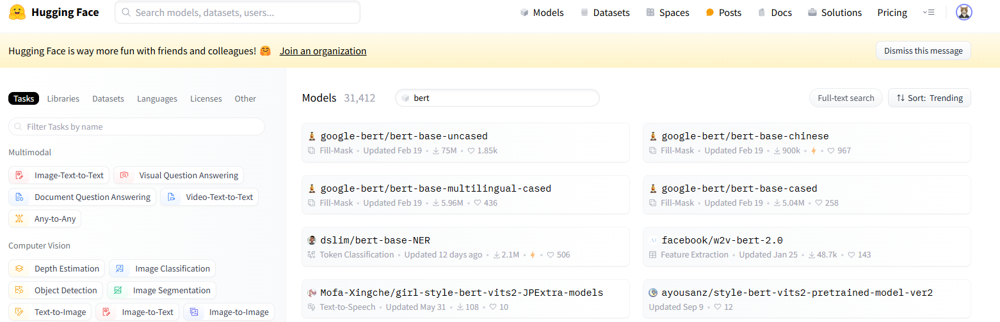 Hugging Face
Search models, datasets, users...
Models
Datasets
Spaces
Posts
Docs
Solutions
Pricing
Hugging Face is way more fun with friends and colleagues! 🤗 Join an organization
Dismiss this message
Tasks
Libraries
Datasets
Languages
Licenses
Other
Filter Tasks by name
Multimodal
Image-Text-to-Text
Visual Question Answering
Document Question Answering
Video-Text-to-Text
Any-to-Any
Computer Vision
Depth Estimation
Image Classification
Object Detection
Image Segmentation
Text-to-Image
Image-to-Text
Image-to-Image
Models 31,412
bert
Full-text search
Sort: Trending
google-bert/bert-base-uncased
Fill-Mask • Updated Feb 19 • 75M • 1.85k
google-bert/bert-base-chinese
Fill-Mask • Updated Feb 19 • 900k • 967
google-bert/bert-base-multilingual-cased
Fill-Mask • Updated Feb 19 • 5.96M • 436
google-bert/bert-base-cased
Fill-Mask • Updated Feb 19 • 5.04M • 258
dslim/bert-base-NER
Token Classification • Updated 12 days ago • 2.1M • 506
facebook/w2v-bert-2.0
Feature Extraction • Updated Jan 25 • 48.7k • 143
Mofa-Xingche/girl-style-bert-vits2-JPExtra-models
Text-to-Speech • Updated May 31 • 108 • 10
ayousanz/style-bert-vits2-pretrained-model-ver2
Updated Sep 9 • 12